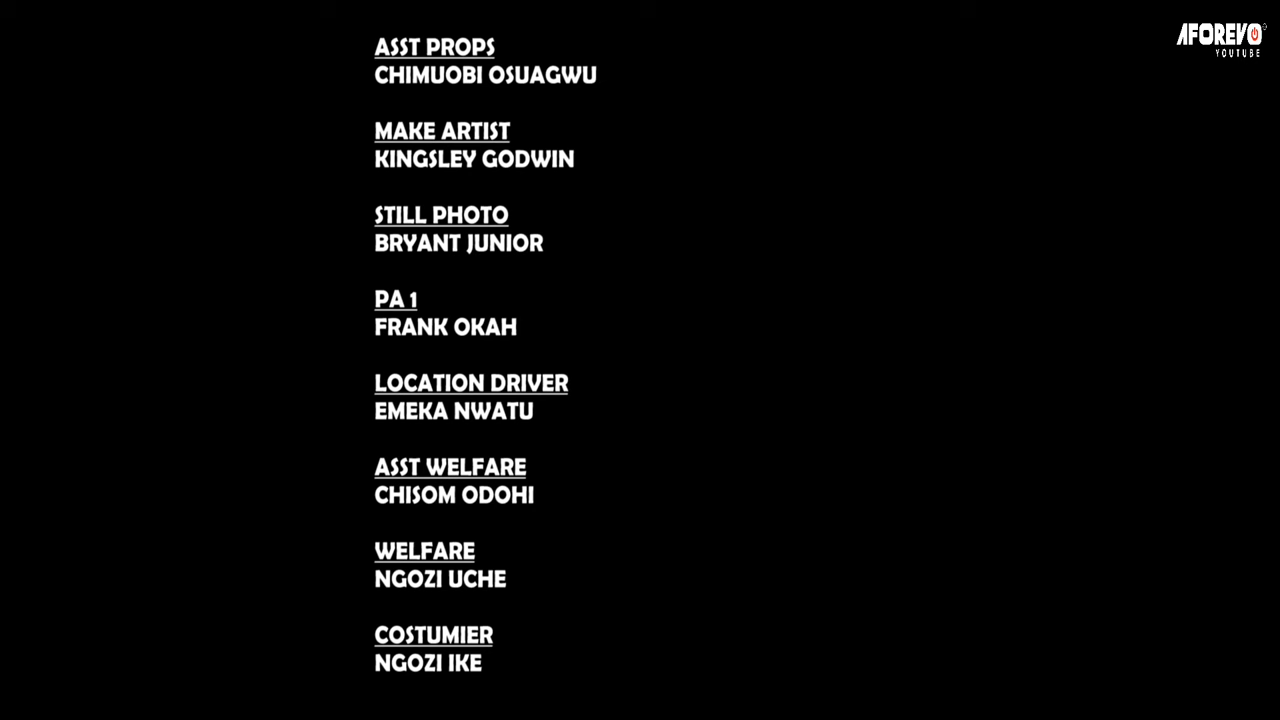 ASST PROPS
CHIMUOBI OSUAGWU
MAKE ARTIST
KINGSLEY GODWIN
STILL PHOTO
BRYANT JUNIOR
PA 1
FRANK OKAH
LOCATION DRIVER
EMEKA NWATU
ASST WELFARE
CHISOM ODOHI
WELFARE
NGOZI UCHE
COSTUMIER
NGOZI IKE
AFOREVO
YOUTUBE